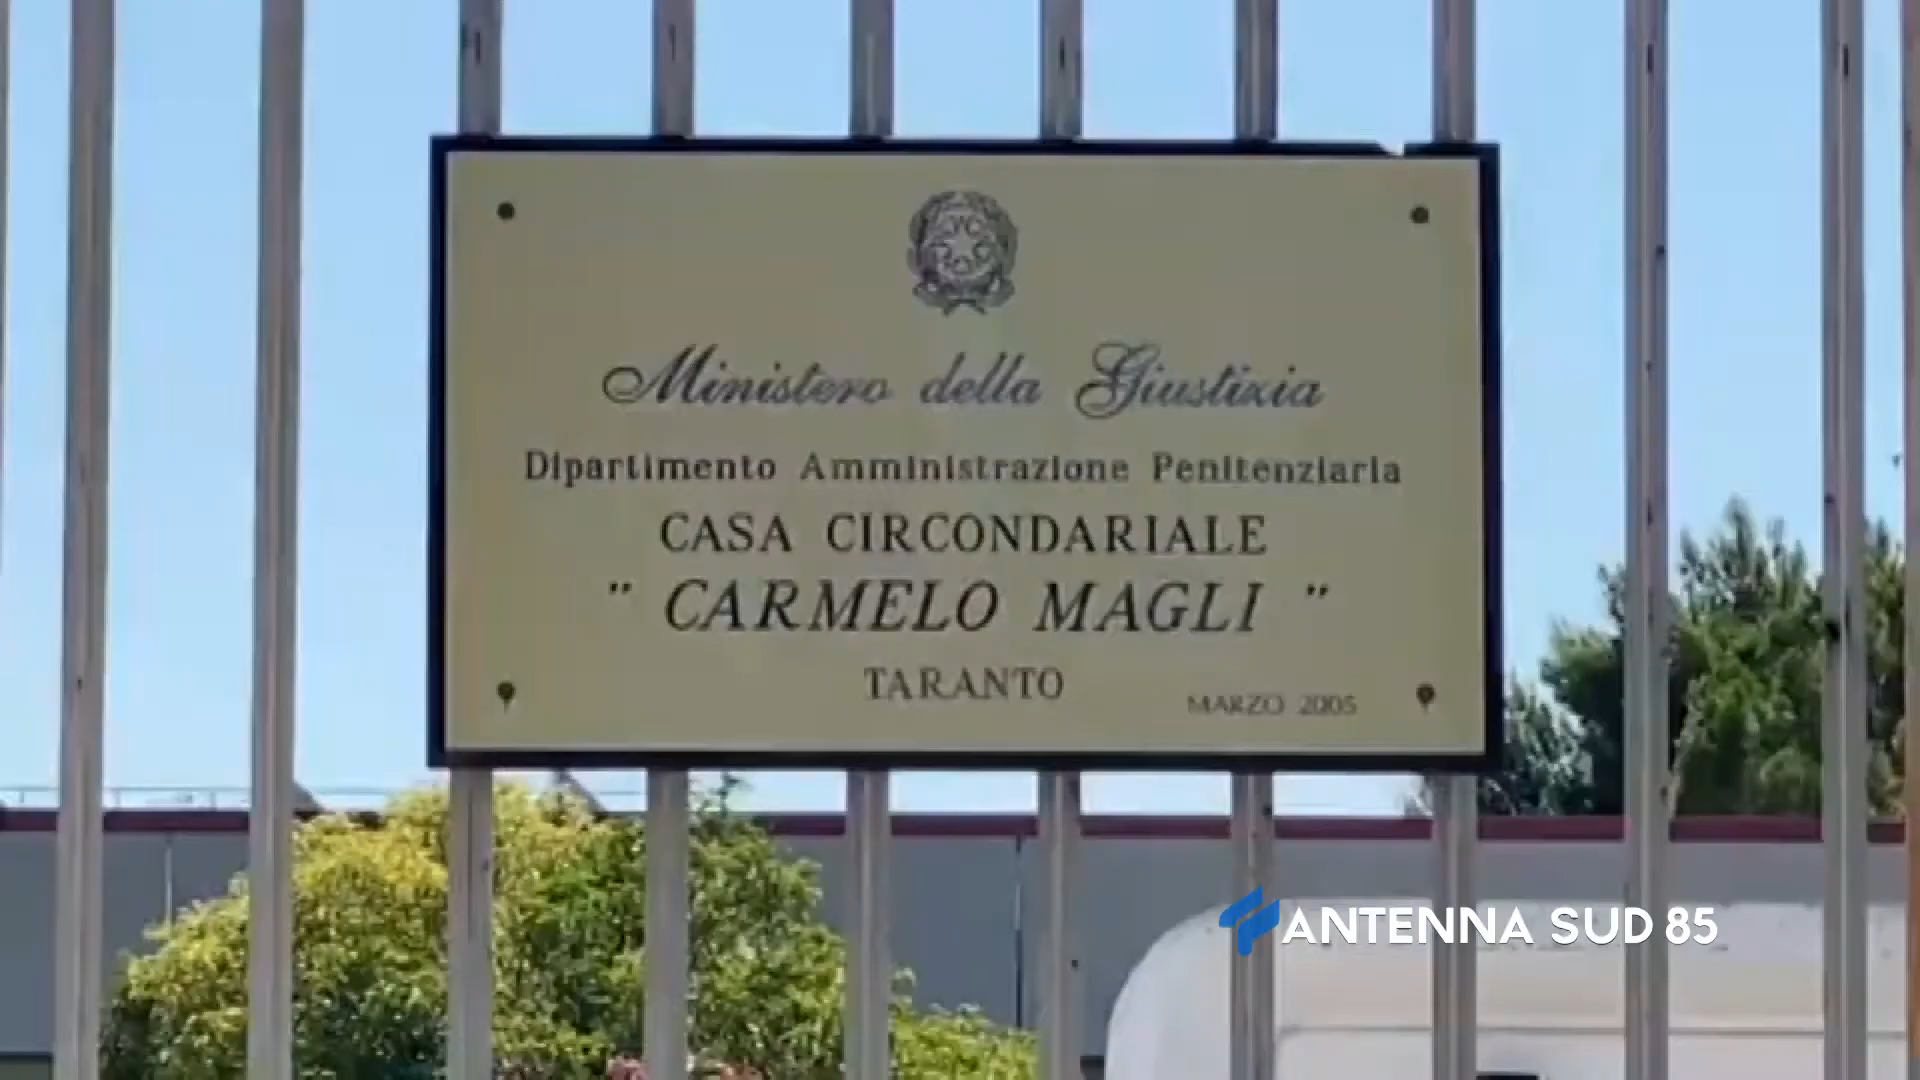 Ministero della Giustizia
Dipartimento Amministrazione Penitenziaria
CASA CIRCONDARIALE
" CARMELO MAGLI "
TARANTO
MARZO 2005
ANTENNA SUD 85